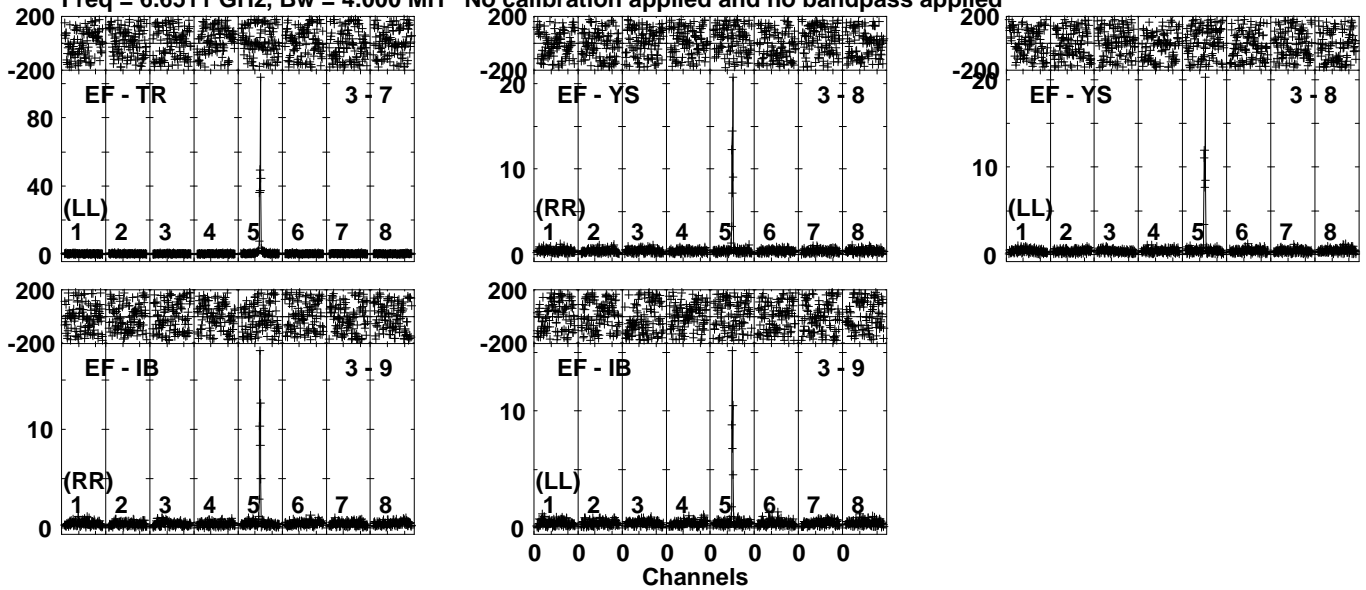 Freq = 6.6511 GHz, Bw = 4.000 MH No calibration applied and no bandpass applied
200
-200
EF - TR 3 - 7
80
40
0
(LL)
1 2 3 4 5 6 7 8
200
-200
20
EF - YS 3 - 8
10
0
(RR)
1 2 3 4 5 6 7 8
200
-200
20
EF - YS 3 - 8
10
0
(LL)
1 2 3 4 5 6 7 8
200
-200
EF - IB 3 - 9
10
0
(RR)
1 2 3 4 5 6 7 8
200
-200
EF - IB 3 - 9
10
0
(LL)
1 2 3 4 5 6 7 8
0 0 0 0 0 0 0 0
Channels